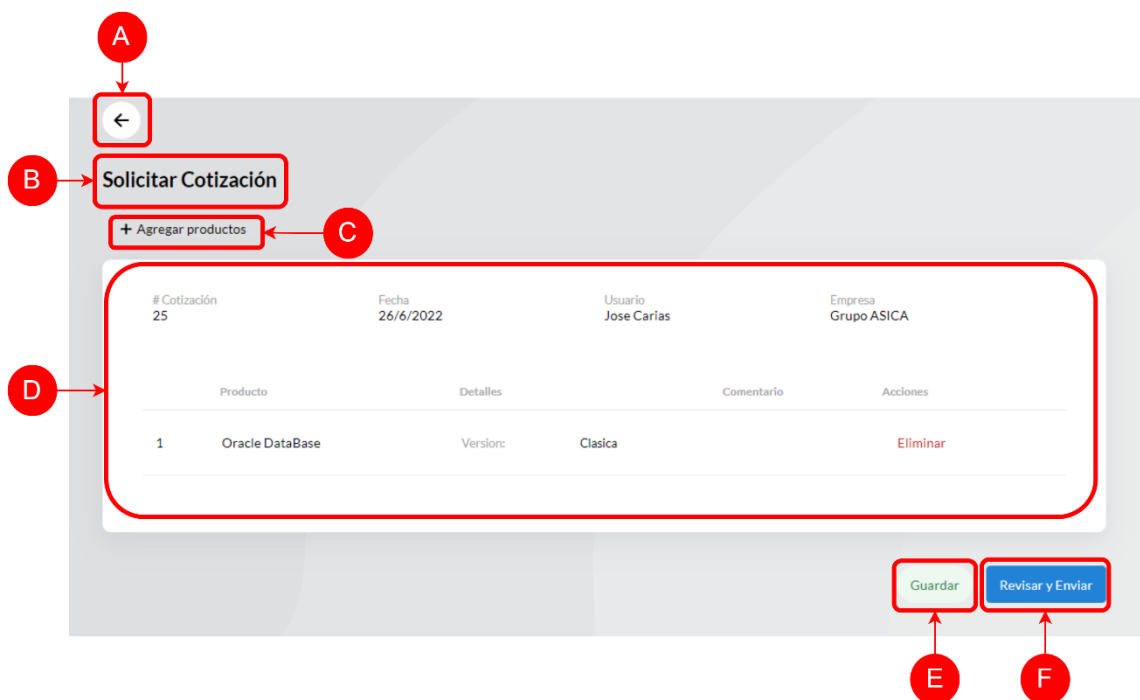 A
B
Solicitar Cotización
+ Agregar productos
C
# Cotización Fecha Usuario Empresa
25 26/6/2022 Jose Carias Grupo ASICA
D
Producto Detalles Comentario Acciones
1 Oracle DataBase Version: Clasica Eliminar
Guardar Revisar y Enviar
E F